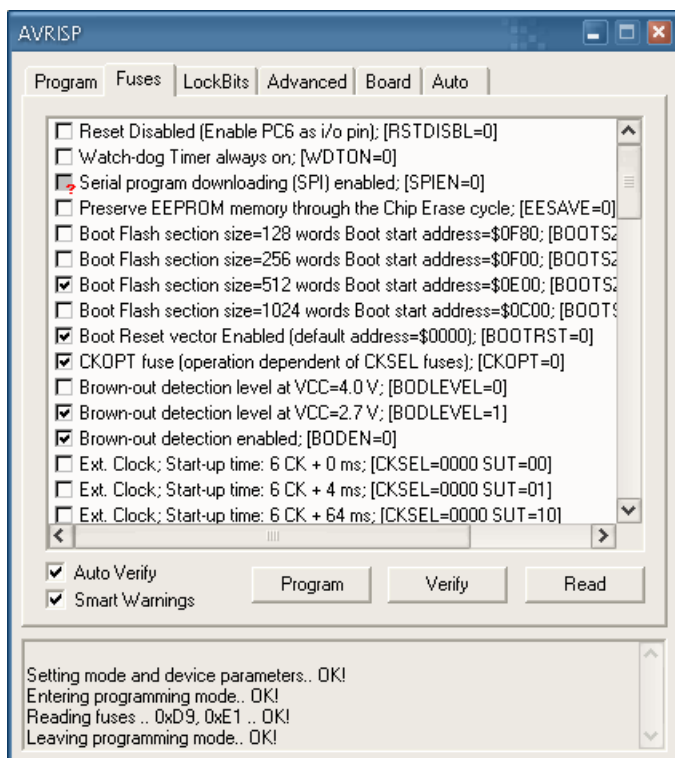 AVRISP
Program Fuses LockBits Advanced Board Auto
Reset Disabled (Enable PC6 as i/o pin); [RSTDISBL=0]
Watch-dog Timer always on; [WDTON=0]
? Serial program downloading (SPI) enabled; [SPIEN=0]
Preserve EEPROM memory through the Chip Erase cycle; [EESAVE=0]
Boot Flash section size=128 words Boot start address=$0F80; [BOOTSZ
Boot Flash section size=256 words Boot start address=$0F00; [BOOTSZ
Boot Flash section size=512 words Boot start address=$0E00; [BOOTSZ
Boot Flash section size=1024 words Boot start address=$0C00; [BOOTS
Boot Reset vector Enabled (default address=$0000); [BOOTRST=0]
CKOPT fuse (operation dependent of CKSEL fuses); [CKOPT=0]
Brown-out detection level at VCC=4.0 V; [BODLEVEL=0]
Brown-out detection level at VCC=2.7 V; [BODLEVEL=1]
Brown-out detection enabled; [BODEN=0]
Ext. Clock; Start-up time: 6 CK + 0 ms; [CKSEL=0000 SUT=00]
Ext. Clock; Start-up time: 6 CK + 4 ms; [CKSEL=0000 SUT=01]
Ext. Clock; Start-up time: 6 CK + 64 ms; [CKSEL=0000 SUT=10]
Auto Verify
Smart Warnings
Program Verify Read
Setting mode and device parameters.. OK!
Entering programming mode.. OK!
Reading fuses .. 0xD9, 0xE1 .. OK!
Leaving programming mode.. OK!